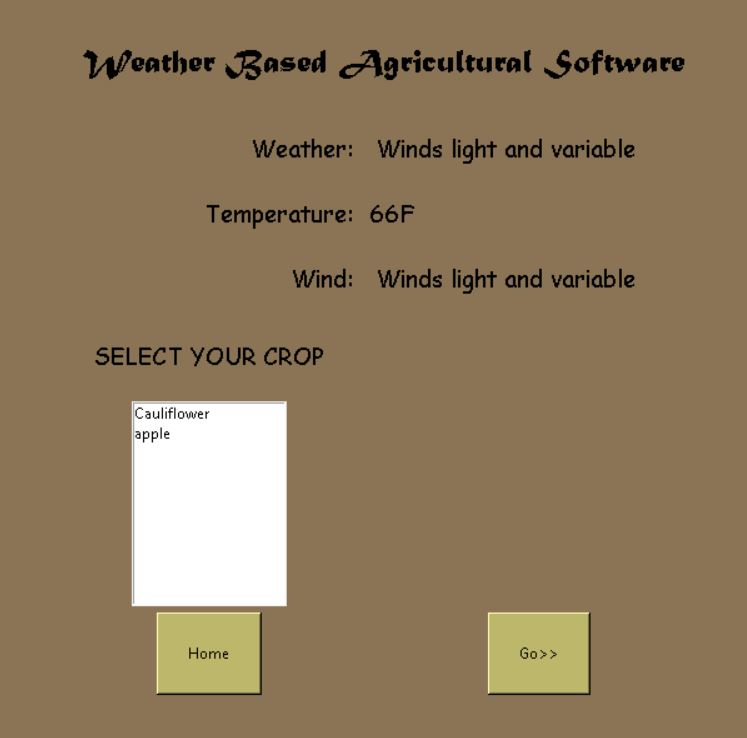 Weather Based Agricultural Software
Weather: Winds light and variable
Temperature: 66F
Wind: Winds light and variable
SELECT YOUR CROP
Cauliflower
apple
Home
Go>>